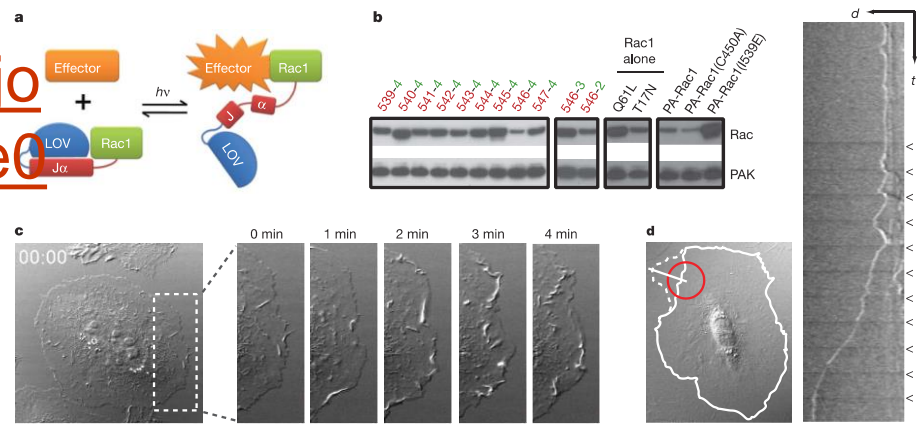 a
Effector
+
LOV
Rac1
Jα
hν
Effector
Rac1
J
α
LOV
io
e0
b
539-4
540-4
541-4
542-4
543-4
544-4
545-4
546-4
547-4
546-3
546-2
Rac1
alone
Q61L
T17N
PA-Rac1
PA-Rac1(C450A)
PA-Rac1(I539E)
Rac
PAK
c
00:00
0 min
1 min
2 min
3 min
4 min
d
d
t
<
<
<
<
<
<
<
<